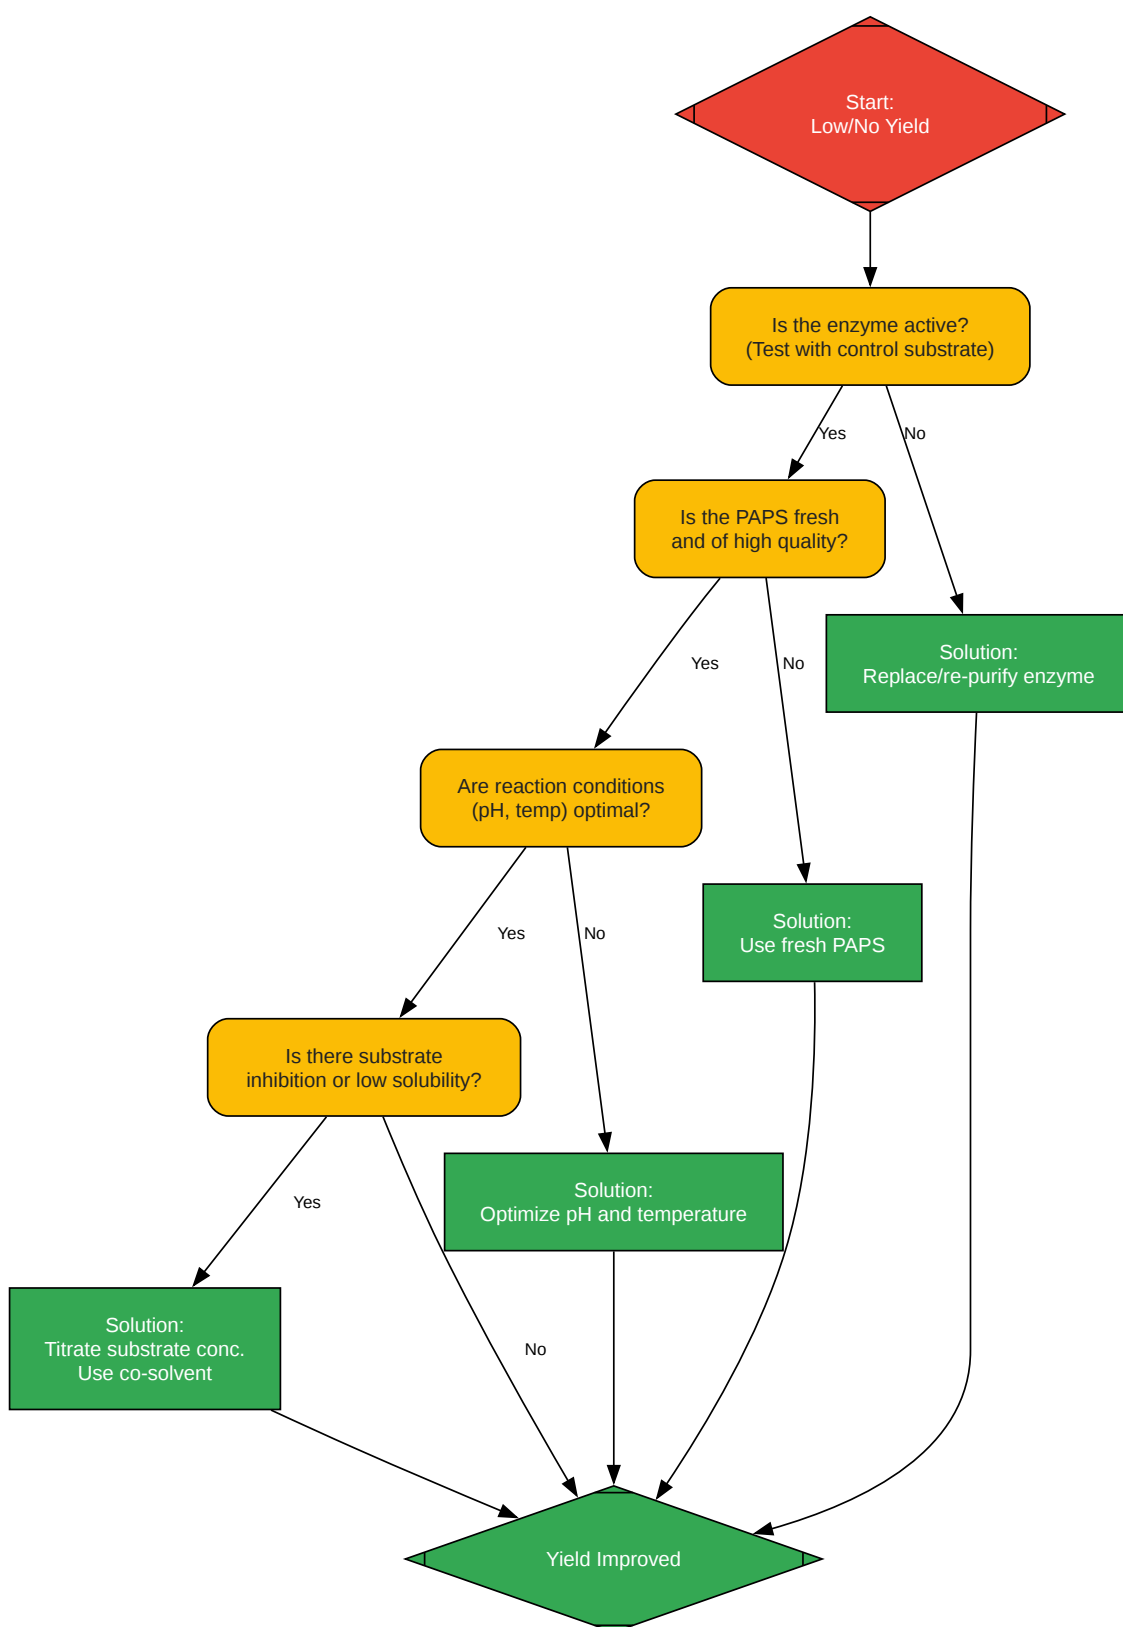 Start:
Low/No Yield
Is the enzyme active?
(Test with control substrate)
Yes
No
Is the PAPS fresh
and of high quality?
Yes
No
Solution:
Replace/re-purify enzyme
Are reaction conditions
(pH, temp) optimal?
Yes
No
Solution:
Use fresh PAPS
Is there substrate
inhibition or low solubility?
Yes
No
Solution:
Optimize pH and temperature
Solution:
Titrate substrate conc.
Use co-solvent
Yield Improved